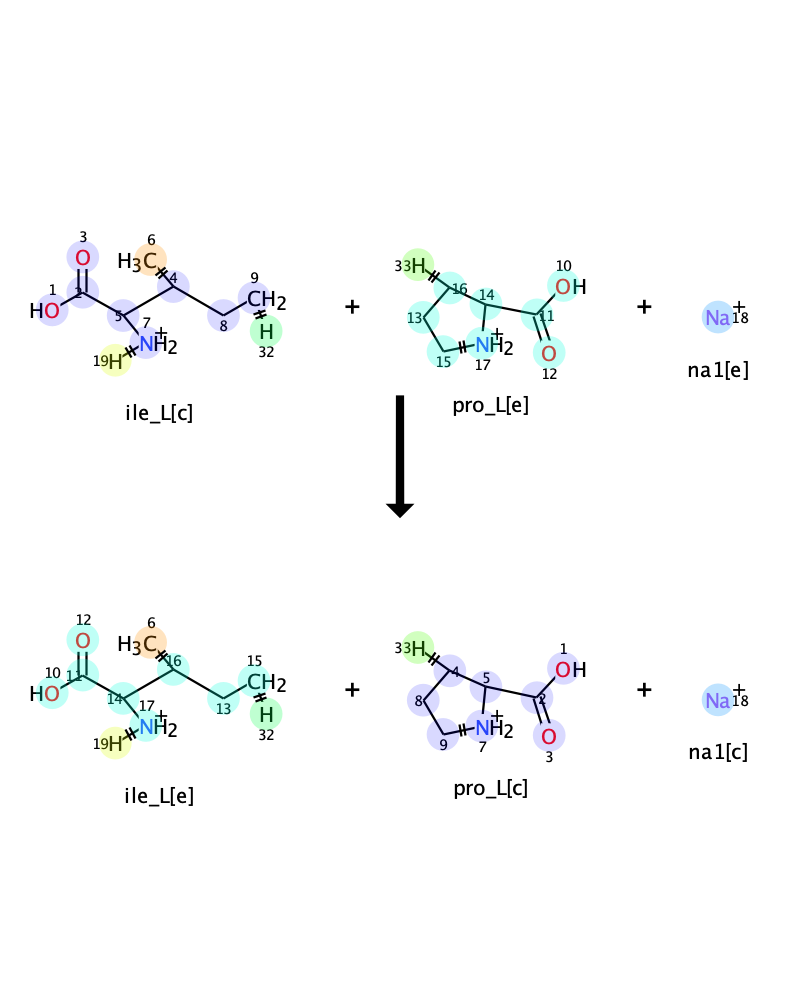 3
O
1
HO
2
5
7
NH2
+
19H
6
H3C
4
8
9
CH2
H
32
ile_L[c]
+
33H
16
13
15
14
NH2
+
17
11
10
OH
O
12
pro_L[e]
+
Na+
18
na1[e]
12
O
10
HO
11
14
17
NH2
+
19H
6
H3C
16
13
15
CH2
H
32
ile_L[e]
+
33H
4
8
9
5
NH2
+
7
2
1
OH
O
3
pro_L[c]
+
Na+
18
na1[c]